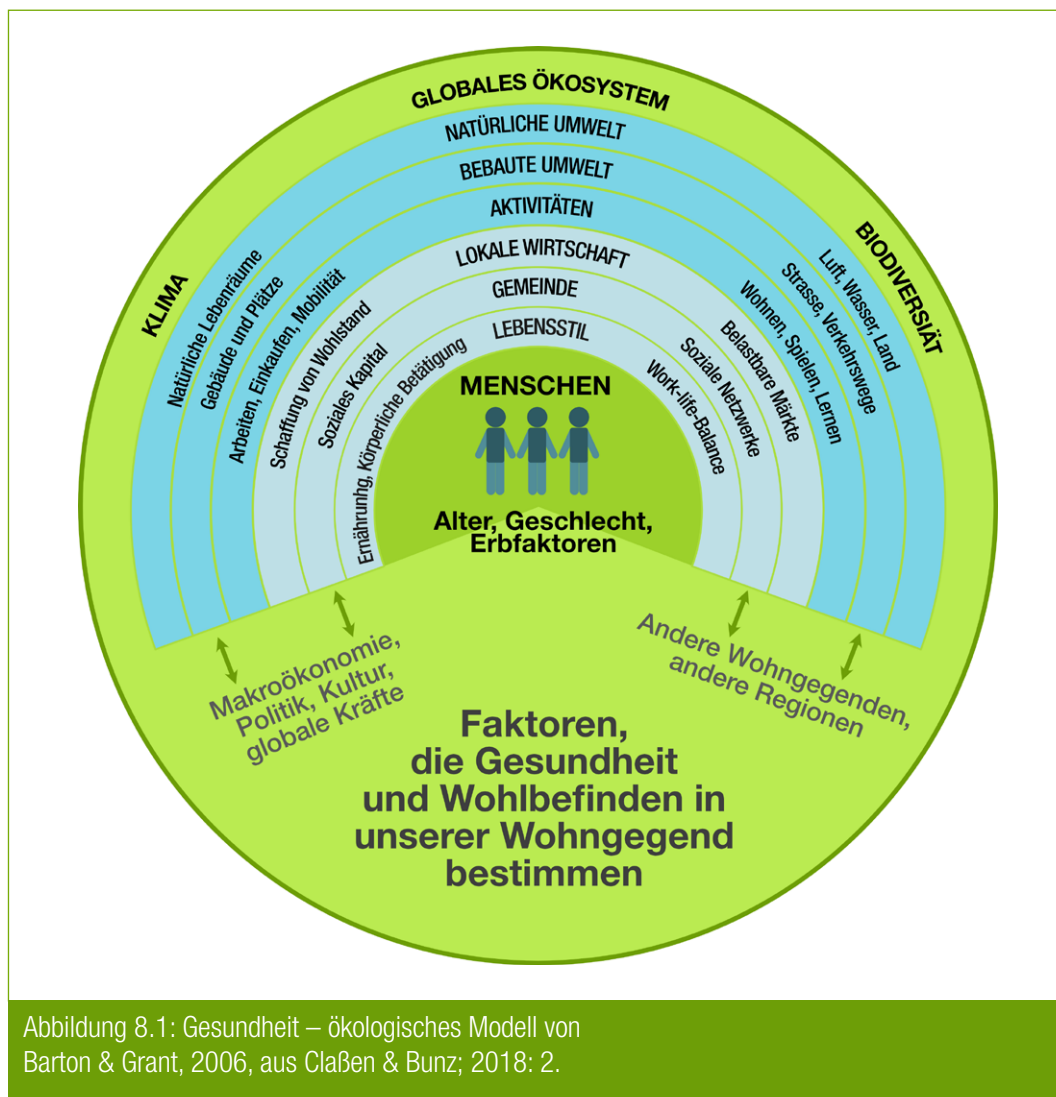 GLOBALES ÖKOSYSTEM
KLIMA
BIODIVERSIÄT
NATÜRLICHE UMWELT
Natürliche Lebenräume
Luft, Wasser, Land
BEBAUTE UMWELT
Gebäude und Plätze
Strasse, Verkehrswege
AKTIVITÄTEN
Arbeiten, Einkaufen, Mobilität
Wohnen, Spielen, Lernen
LOKALE WIRTSCHAFT
Schaffung von Wohlstand
Belastbare Märkte
GEMEINDE
Soziales Kapital
Soziale Netzwerke
LEBENSSTIL
Ernährunhg, Körperliche Betätigung
Work-life-Balance
MENSCHEN
Alter, Geschlecht,
Erbfaktoren
Makroökonomie,
Politik, Kultur,
globale Kräfte
Andere Wohngegenden,
andere Regionen
Faktoren,
die Gesundheit
und Wohlbefinden in
unserer Wohngegend
bestimmen
Abbildung 8.1: Gesundheit – ökologisches Modell von
Barton & Grant, 2006, aus Claßen & Bunz; 2018: 2.